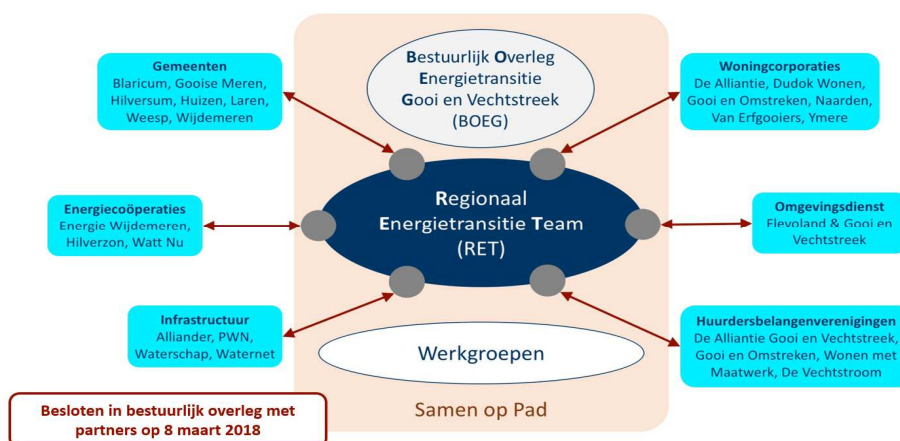 Gemeenten
Blaricum, Gooise Meren,
Hilversum, Huizen, Laren,
Weesp, Wijdemeren
Bestuurlijk Overleg
Energietransitie
Gooi en Vechtstreek
(BOEG)
Woningcorporaties
De Alliantie, Dudok Wonen,
Gooi en Omstreken, Naarden,
Van Erfgooiers, Ymere
Energiecoöperaties
Energie Wijdemeren,
Hilverzon, Watt Nu
Regionaal
Energietransitie Team
(RET)
Omgevingsdienst
Flevoland & Gooi en
Vechtstreek
Infrastructuur
Alliander, PWN,
Waterschap, Waternet
Werkgroepen
Huurdersbelangenverenigingen
De Alliantie Gooi en Vechtstreek,
Gooi en Omstreken, Wonen met
Maatwerk, De Vechtstroom
Samen op Pad
Besloten in bestuurlijk overleg met
partners op 8 maart 2018